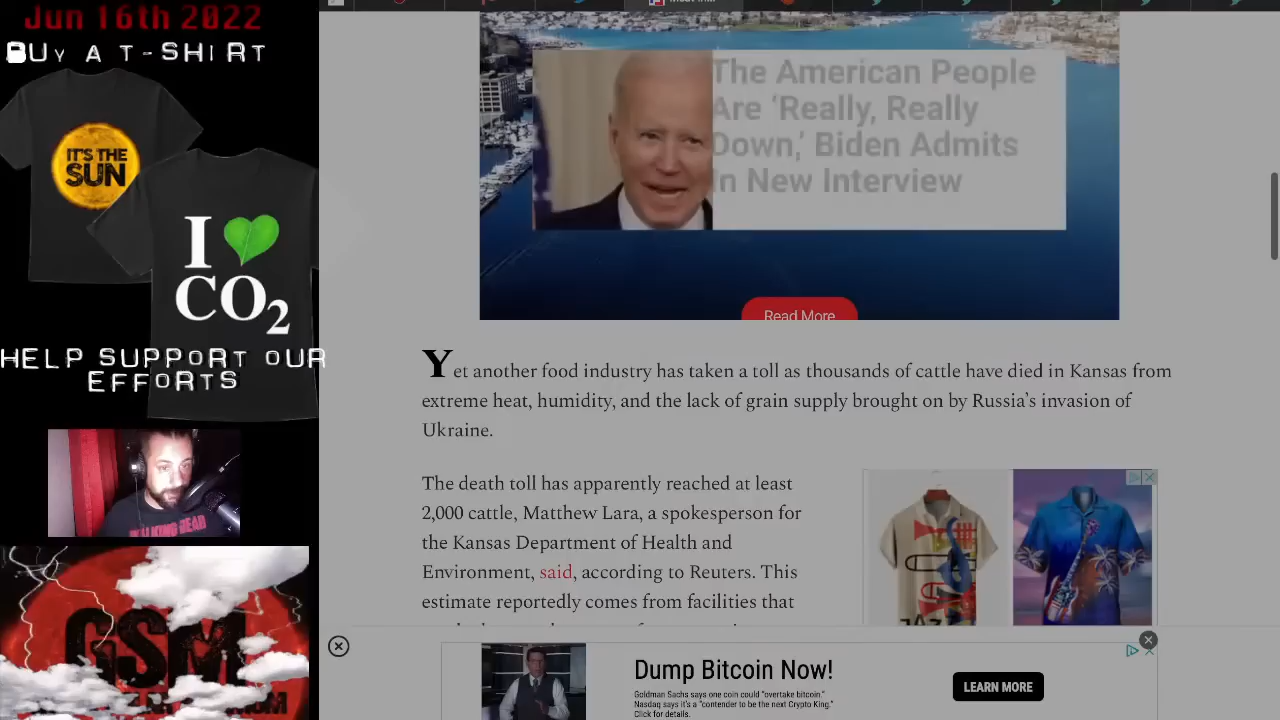 Jun 16th 2022
BUY A T-SHIRT
IT'S THE
SUN
I
CO2
HELP SUPPORT OUR
EFFORTS
GSM
The American People
Are ‘Really, Really
Down,’ Biden Admits
In New Interview
Read More
Yet another food industry has taken a toll as thousands of cattle have died in Kansas from
extreme heat, humidity, and the lack of grain supply brought on by Russia’s invasion of
Ukraine.
The death toll has apparently reached at least
2,000 cattle, Matthew Lara, a spokesperson for
the Kansas Department of Health and
Environment, said, according to Reuters. This
estimate reportedly comes from facilities that
Dump Bitcoin Now!
Goldman Sachs says one coin could "overtake bitcoin."
Nasdaq says it's a "contender to be the next Crypto King."
Click for details.
LEARN MORE